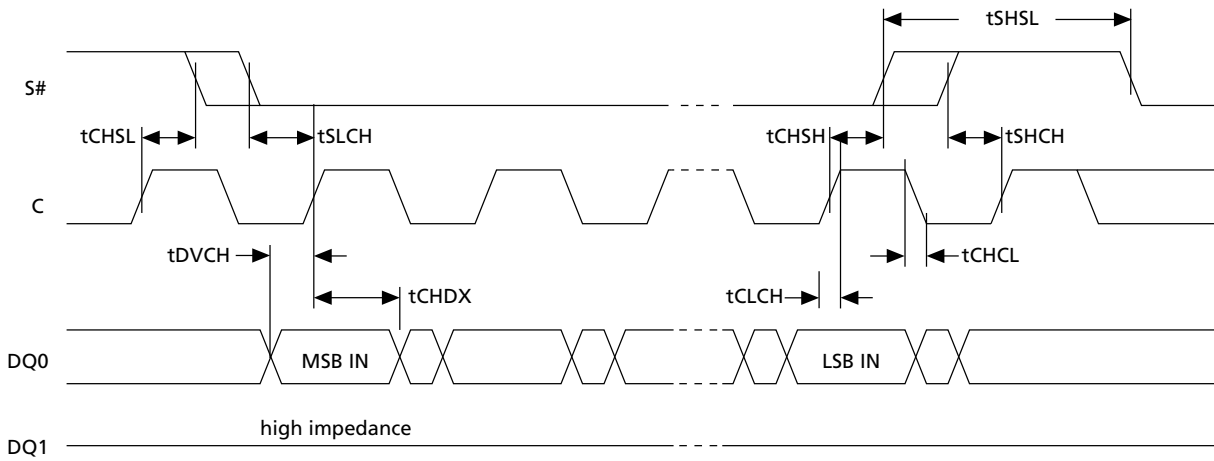 tSHSL
S#
tCHSL
tSLCH
tCHSH
tSHCH
C
tDVCH
tCHCL
tCHDX
tCLCH
DQ0
MSB IN
LSB IN
high impedance
DQ1